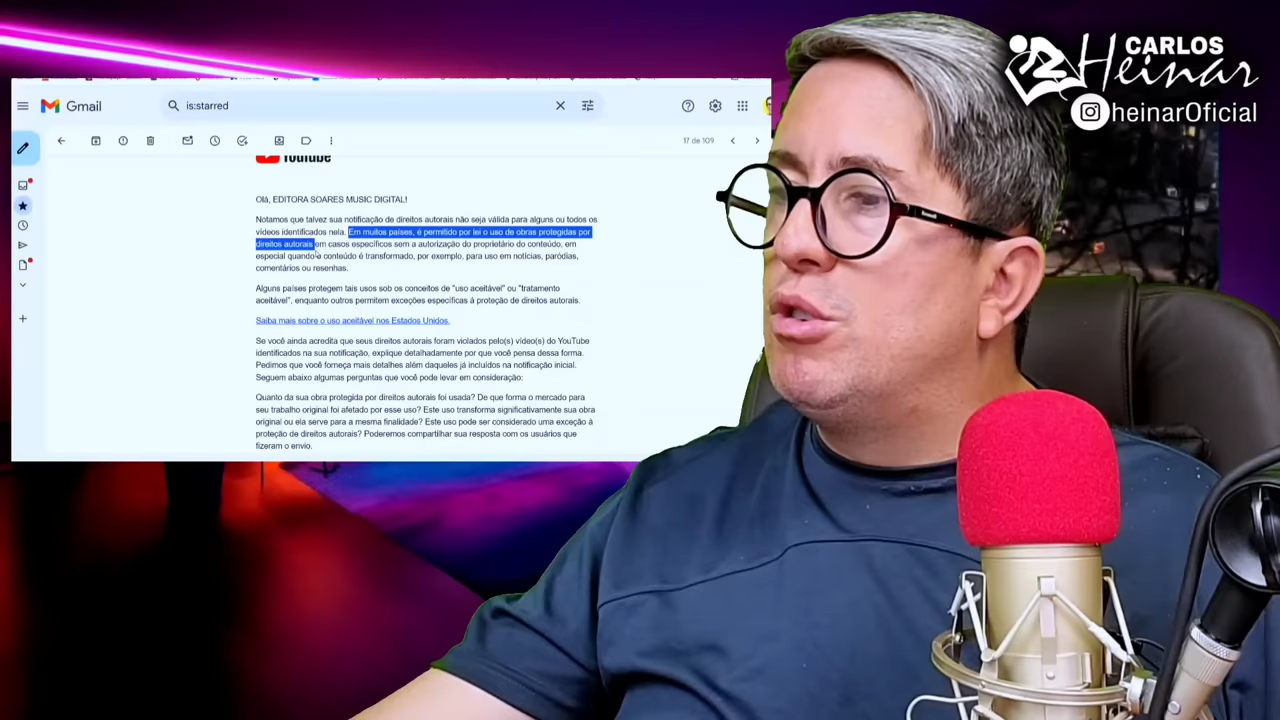 CARLOS
Heinar
heinarOficial
Gmail
is:starred
17 de 109
YouTube
Olá, EDITORA SOARES MUSIC DIGITAL!
Notamos que talvez sua notificação de direitos autorais não seja válida para alguns ou todos os
vídeos identificados nela. Em muitos países, é permitido por lei o uso de obras protegidas por
direitos autorais em casos específicos sem a autorização do proprietário do conteúdo, em
especial quando o conteúdo é transformado, por exemplo, para uso em notícias, paródias,
comentários ou resenhas.
Alguns países protegem tais usos sob os conceitos de "uso aceitável" ou "tratamento
aceitável", enquanto outros permitem exceções específicas à proteção de direitos autorais.
Saiba mais sobre o uso aceitável nos Estados Unidos.
Se você ainda acredita que seus direitos autorais foram violados pelo(s) vídeo(s) do YouTube
identificados na sua notificação, explique detalhadamente por que você pensa dessa forma.
Pedimos que você forneça mais detalhes além daqueles já incluídos na notificação inicial.
Seguem abaixo algumas perguntas que você pode levar em consideração:
Quanto da sua obra protegida por direitos autorais foi usada? De que forma o mercado para
seu trabalho original foi afetado por esse uso? Este uso transforma significativamente sua obra
original ou ela serve para a mesma finalidade? Este uso pode ser considerado uma exceção à
proteção de direitos autorais? Poderemos compartilhar sua resposta com os usuários que
fizeram o envio.